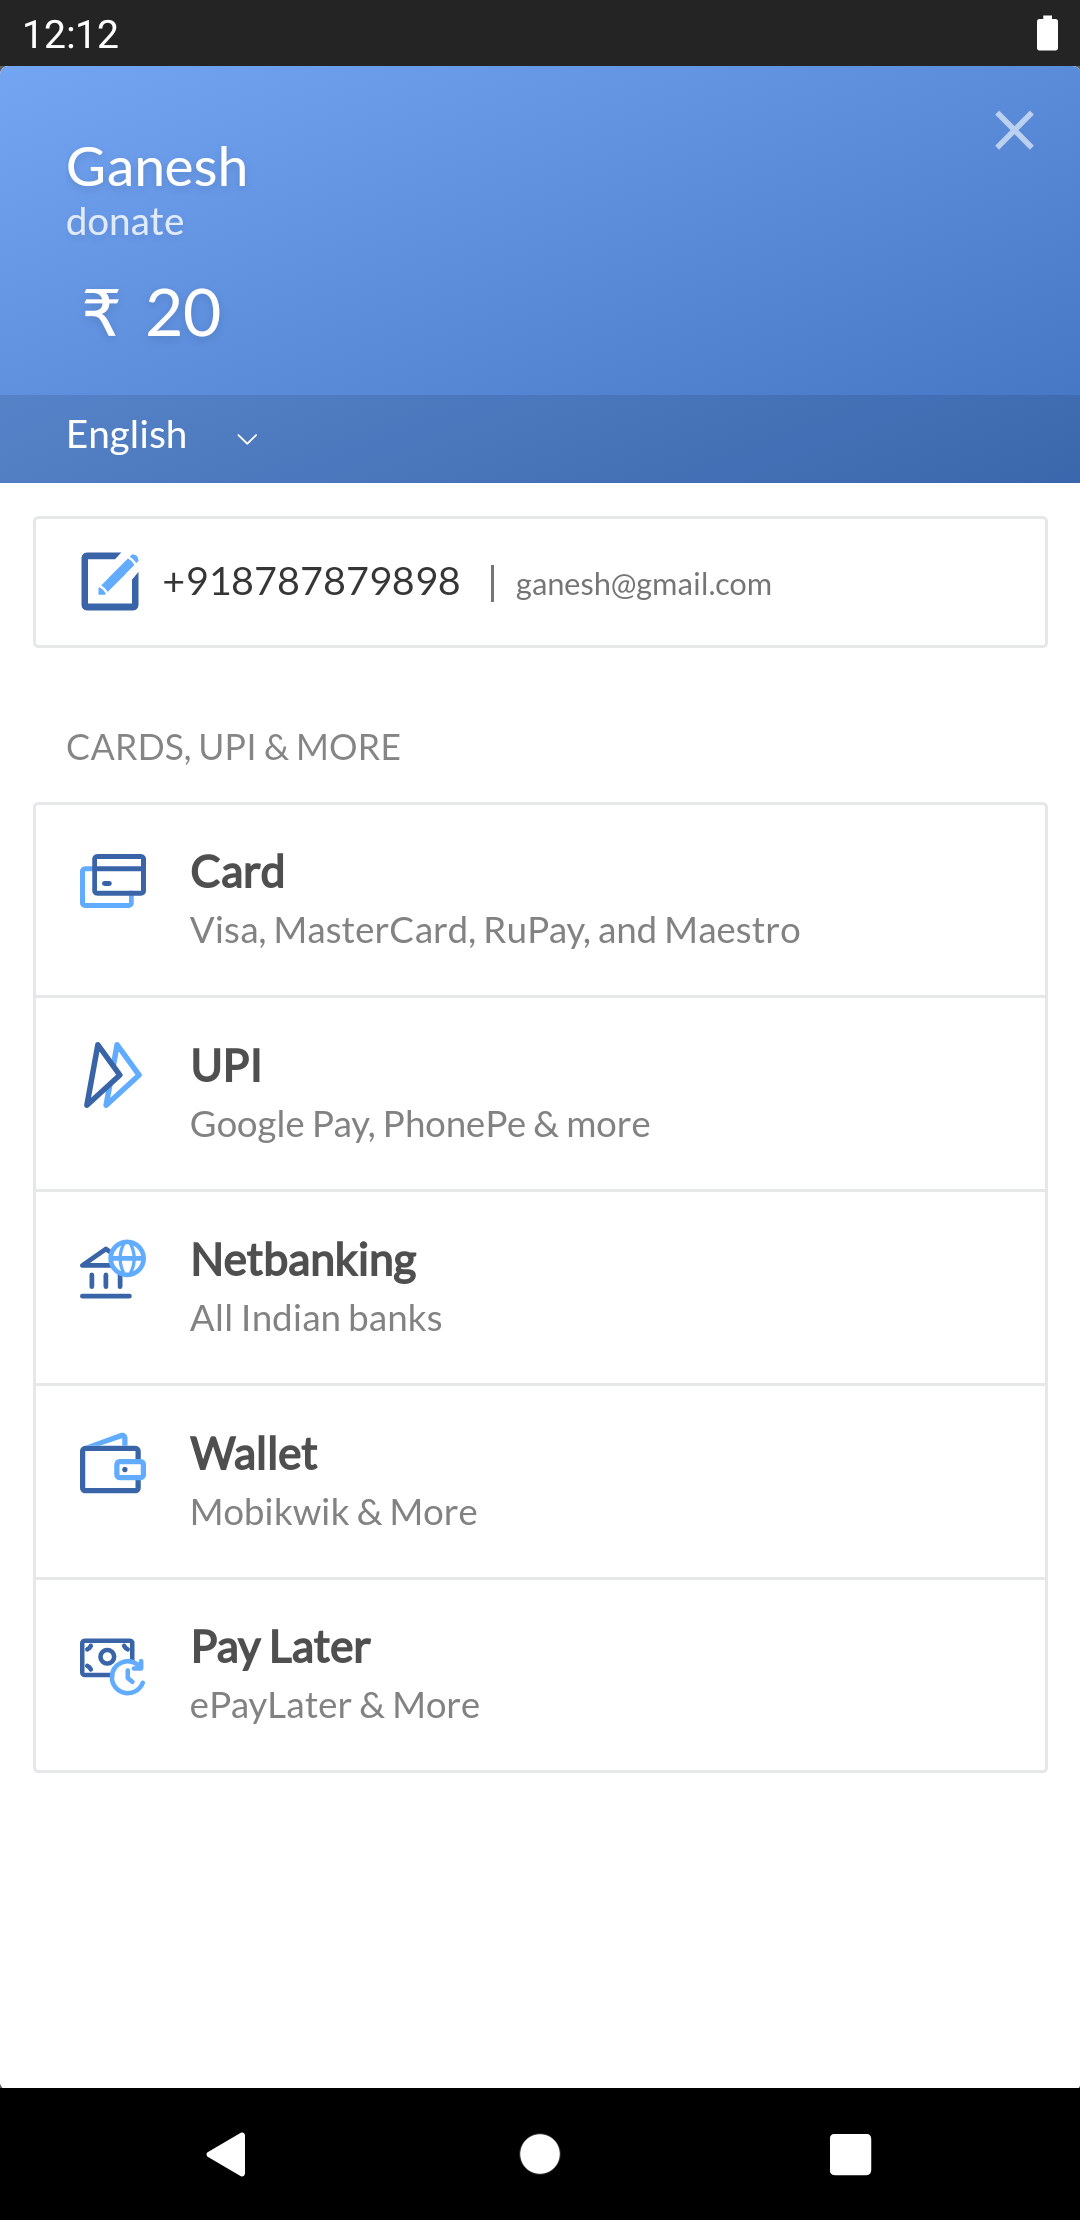 12:12
Ganesh
donate
₹ 20
English
+918787879898 | ganesh@gmail.com
CARDS, UPI & MORE
Card
Visa, MasterCard, RuPay, and Maestro
UPI
Google Pay, PhonePe & more
Netbanking
All Indian banks
Wallet
Mobikwik & More
Pay Later
ePayLater & More